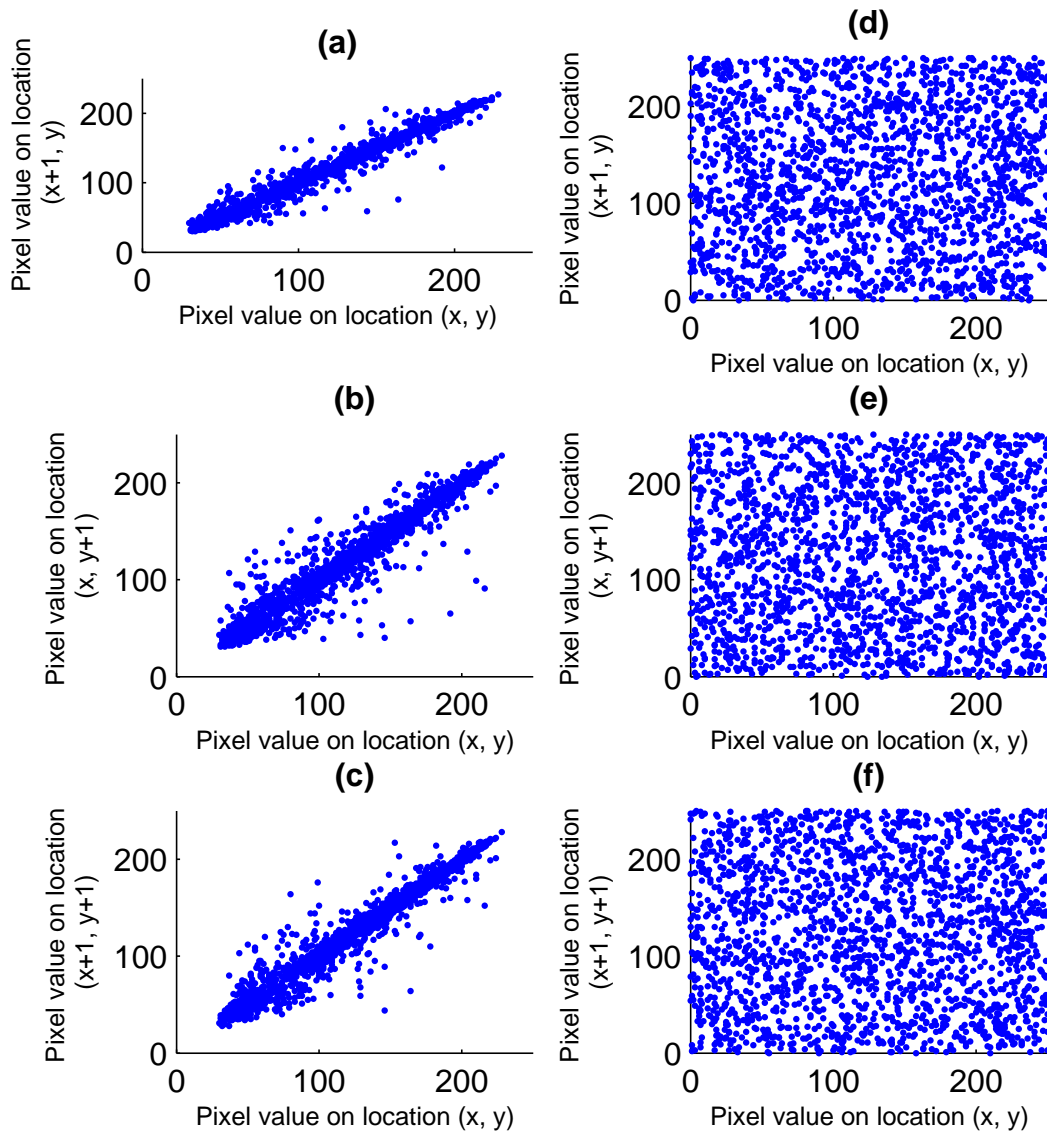 (a)
Pixel value on location
(x+1, y)
200
100
0
0 100 200
Pixel value on location (x, y)
(d)
Pixel value on location
(x+1, y)
200
100
0
0 100 200
Pixel value on location (x, y)
(b)
Pixel value on location
(x, y+1)
200
100
0
0 100 200
Pixel value on location (x, y)
(e)
Pixel value on location
(x, y+1)
200
100
0
0 100 200
Pixel value on location (x, y)
(c)
Pixel value on location
(x+1, y+1)
200
100
0
0 100 200
Pixel value on location (x, y)
(f)
Pixel value on location
(x+1, y+1)
200
100
0
0 100 200
Pixel value on location (x, y)